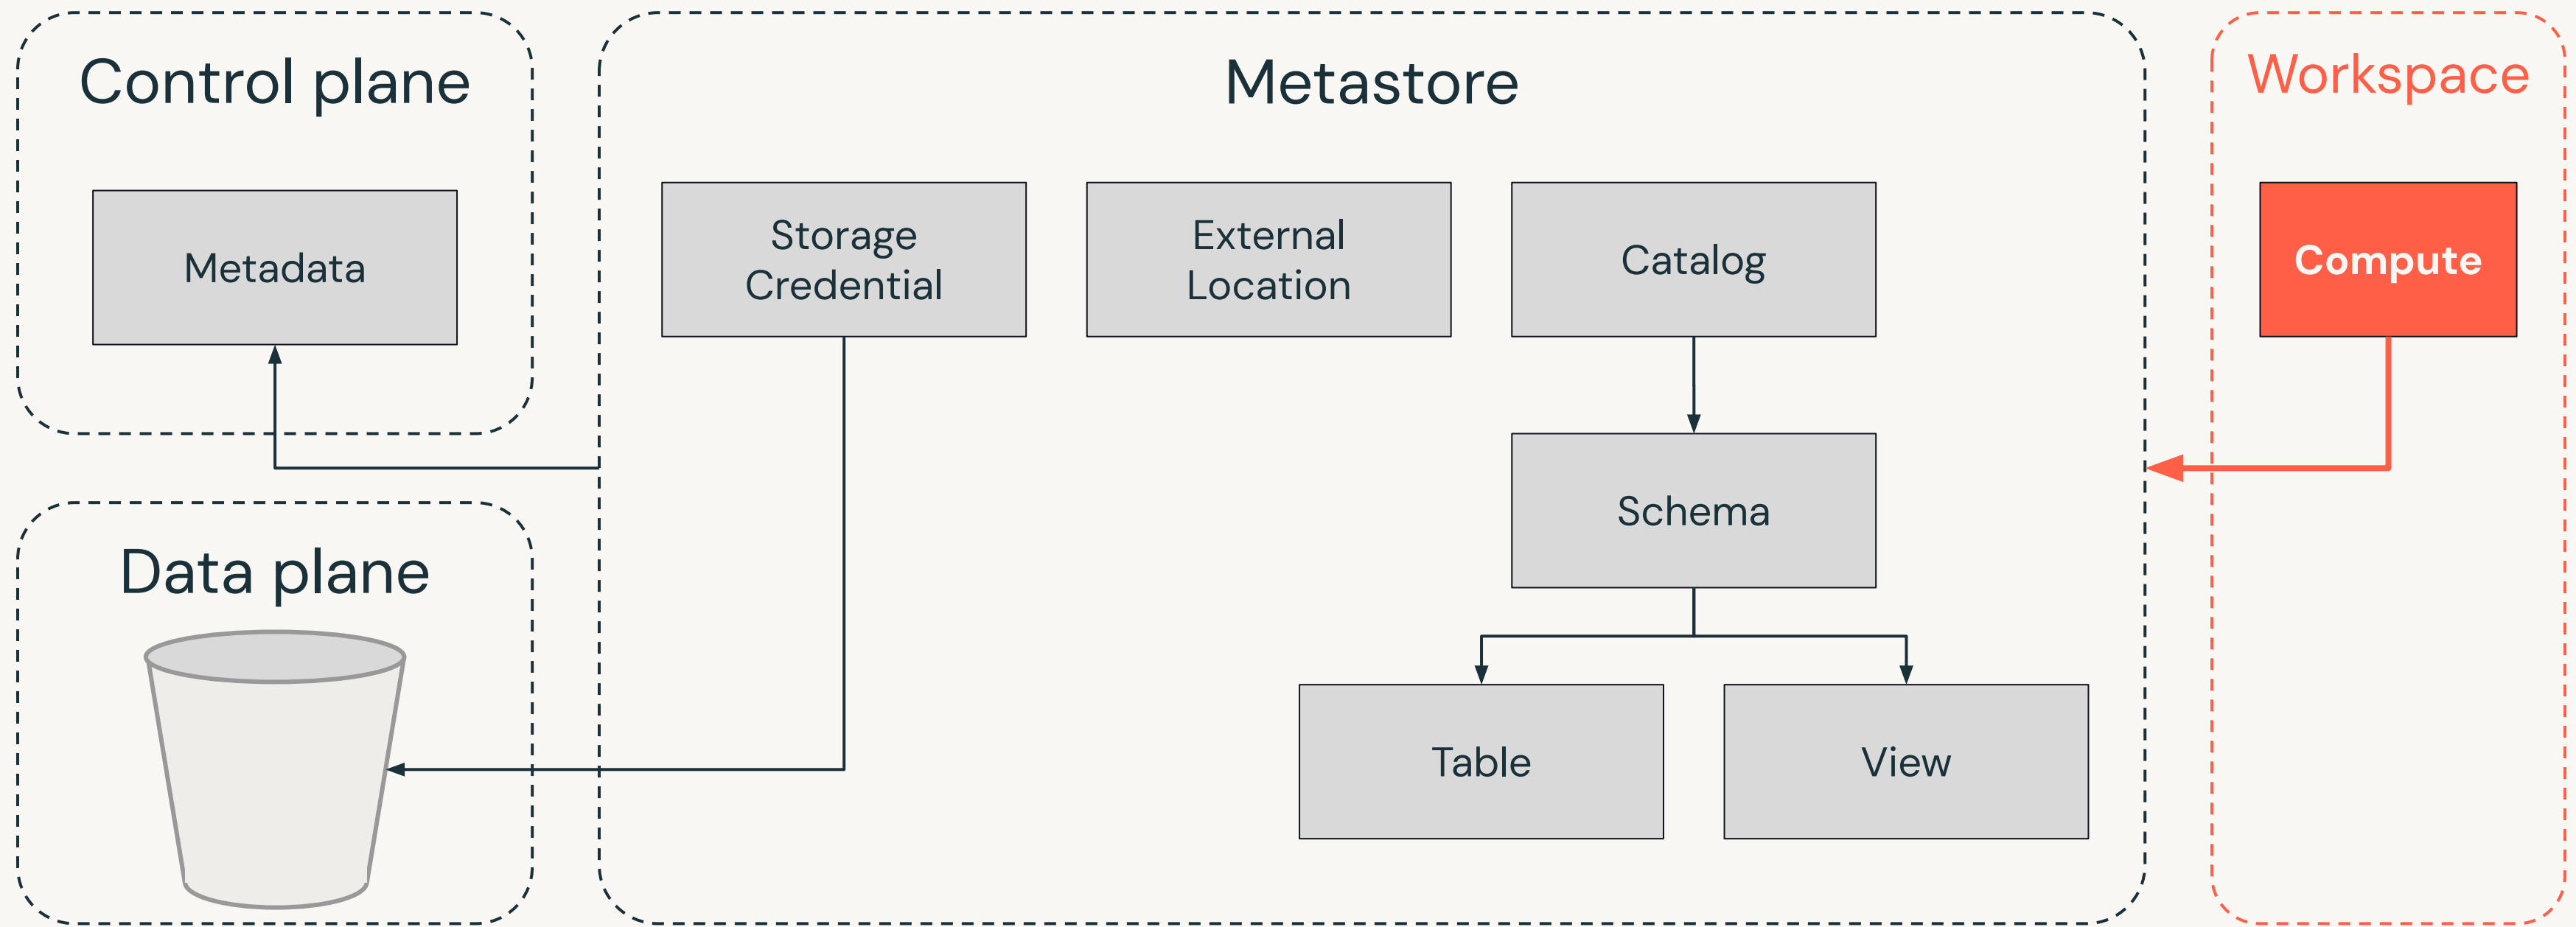 Control plane
Metadata
Data plane
Metastore
Storage
Credential
External
Location
Catalog
Schema
Table
View
Workspace
Compute